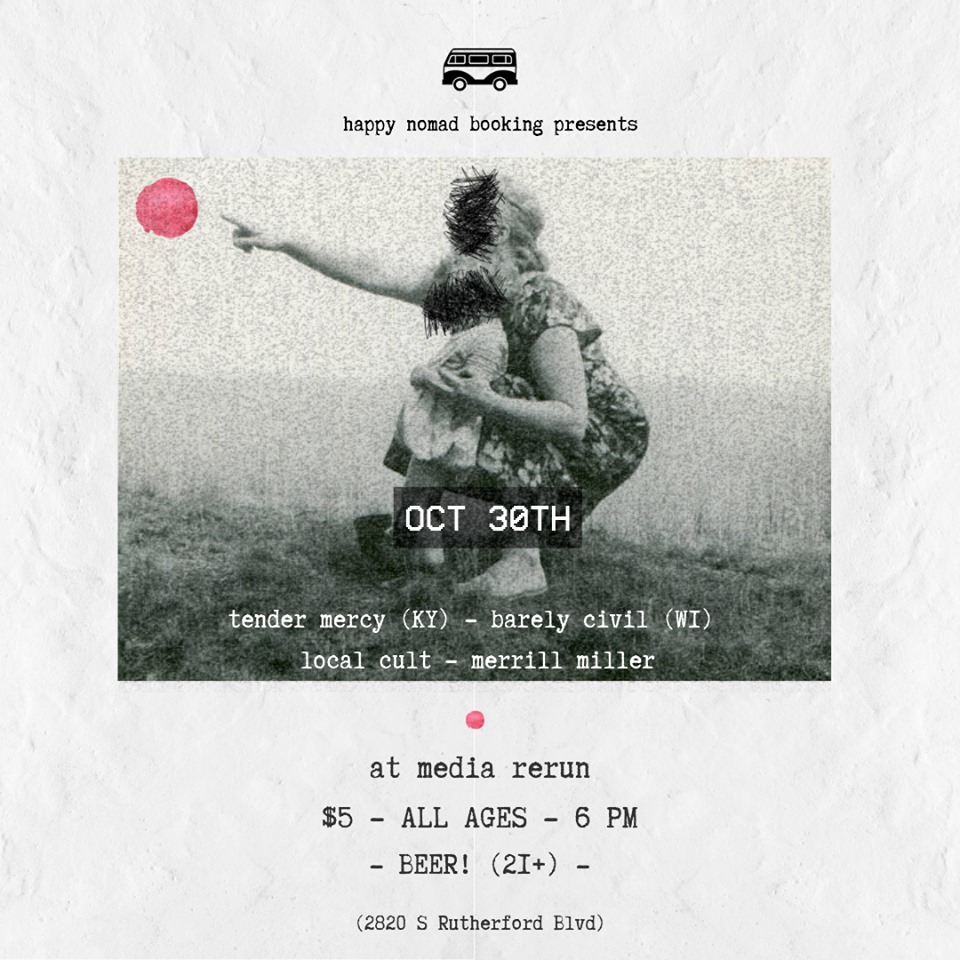 happy nomad booking presents
OCT 30TH
tender mercy (KY) - barely civil (WI)
local cult - merrill miller
at media rerun
$5 - ALL AGES - 6 PM
- BEER! (21+) -
(2820 S Rutherford Blvd)